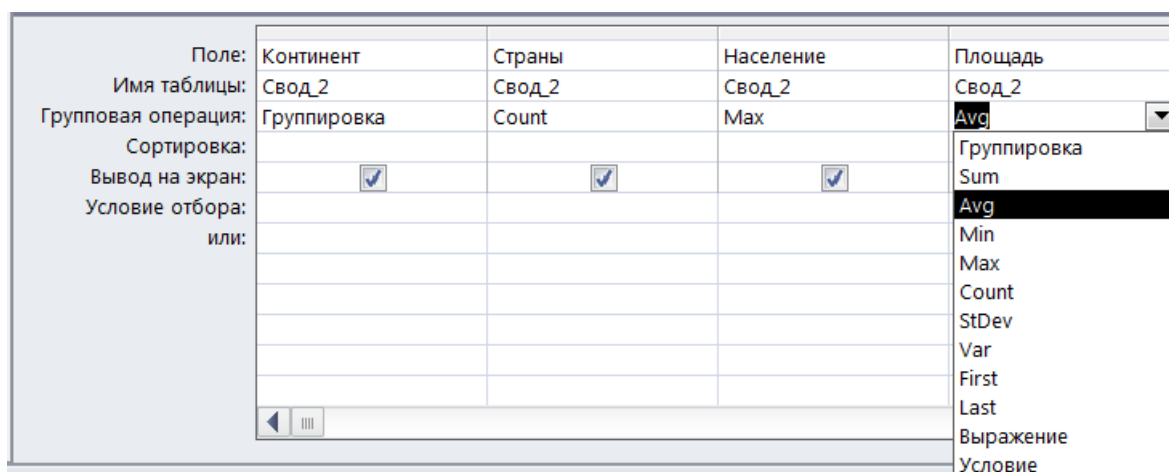 Поле: Континент Страны Население Площадь
Имя таблицы: Свод_2 Свод_2 Свод_2 Свод_2
Групповая операция: Группировка Count Max Avg
Сортировка:
Группировка
Вывод на экран:
Sum
Условие отбора:
Avg
или:
Min
Max
Count
StDev
Var
First
Last
Выражение
Условие